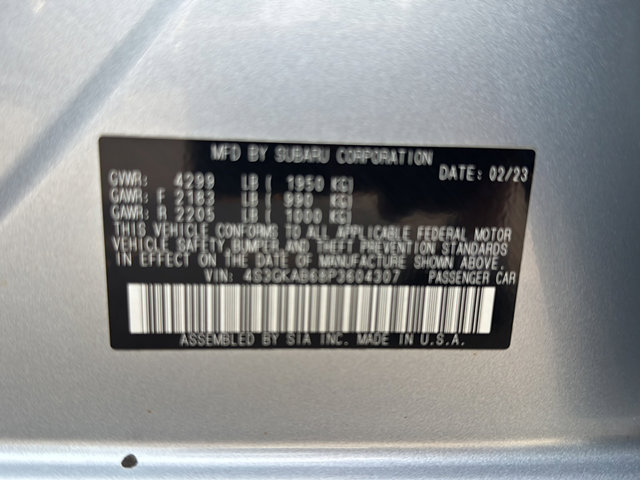 MFD BY SUBARU CORPORATION
DATE: 02/23
GVWR: 4299 LB ( 1950 KG)
GAWR: F 2183 LB ( 990 KG)
GAWR: R 2205 LB ( 1000 KG)
THIS VEHICLE CONFORMS TO ALL APPLICABLE FEDERAL MOTOR
VEHICLE SAFETY, BUMPER, AND THEFT PREVENTION STANDARDS
IN EFFECT ON THE DATE OF MANUFACTURE SHOWN ABOVE.
VIN: 4S3GKAB68P3604307 PASSENGER CAR
ASSEMBLED BY SIA INC. MADE IN U.S.A.